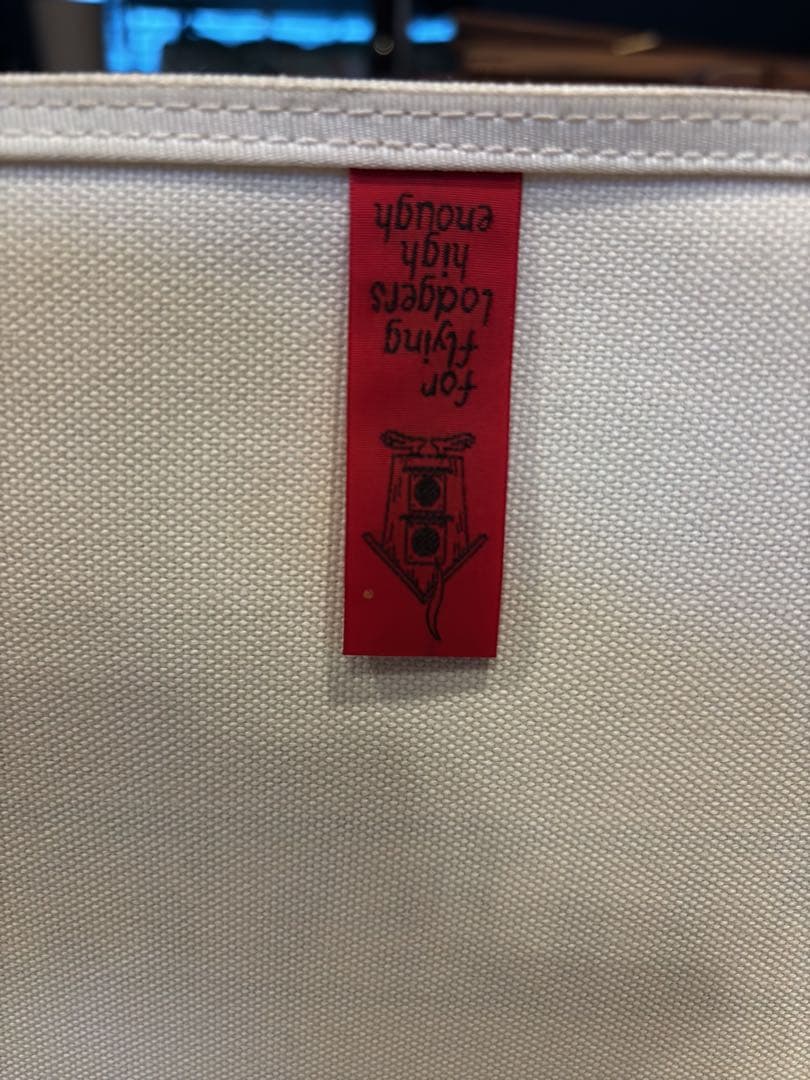 for
flying
lodgers
high
enough